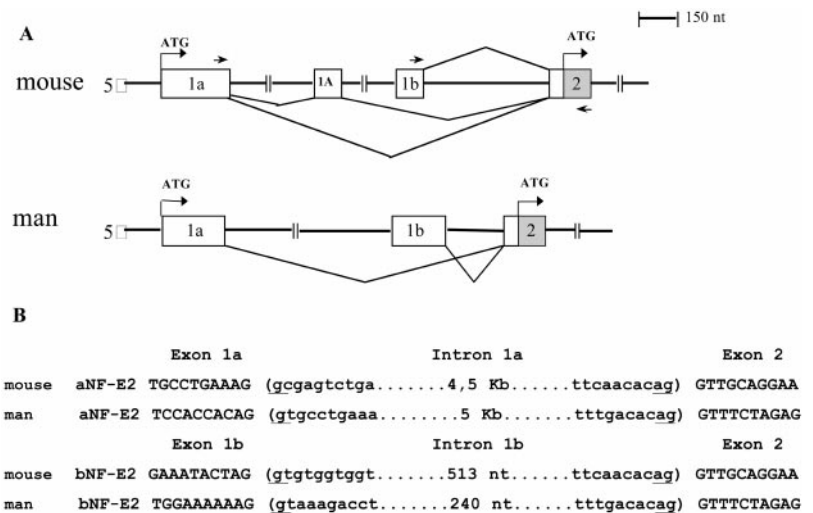 150 nt
A
ATG ATG
mouse 5 1a 1A 1b 2
ATG ATG
man 5 1a 1b 2
B
Exon 1a Intron 1a Exon 2
mouse aNF-E2 TGCCTGAAAG (gcgagtctga.......4,5 Kb......ttcaacacag) GTTGCAGGAA
man aNF-E2 TCCACCACAG (gtgcctgaaa........5 Kb......tttgacacag) GTTTCTAGAG
Exon 1b Intron 1b Exon 2
mouse bNF-E2 GAAATACTAG (gtgtggtggt.......513 nt......ttcaacacag) GTTGCAGGAA
man bNF-E2 TGGAAAAAAG (gtaaagacct.......240 nt......tttgacacag) GTTTCTAGAG